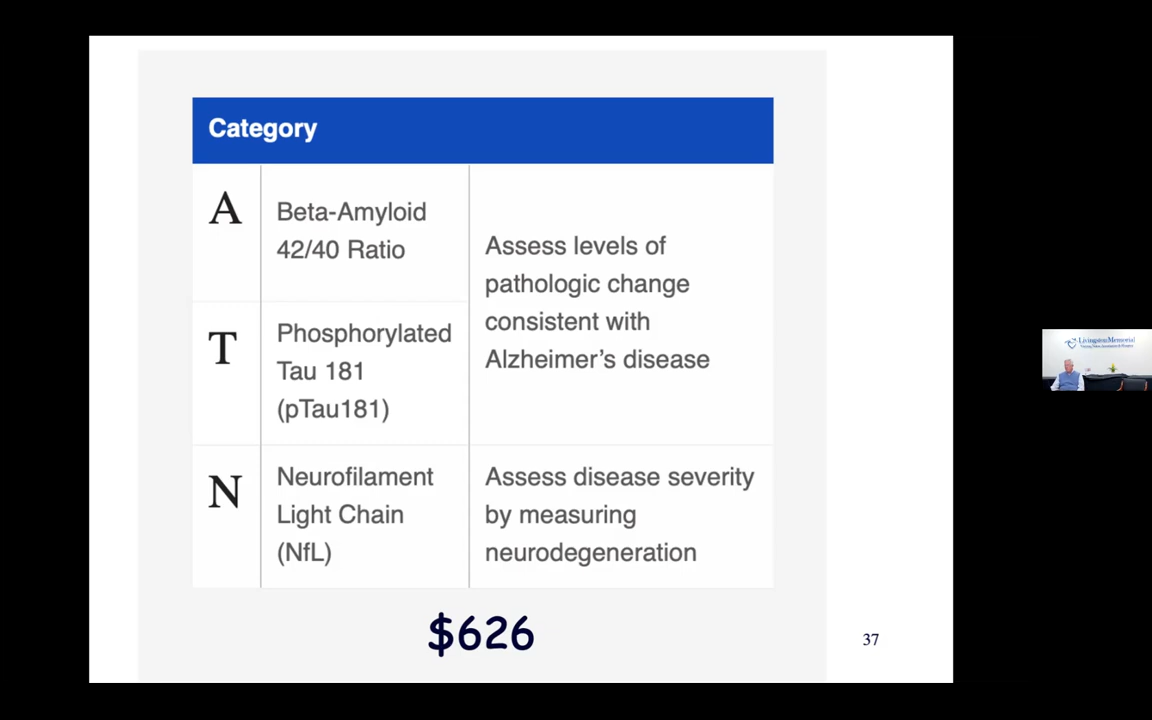 Category
A
Beta-Amyloid
42/40 Ratio
Assess levels of
pathologic change
consistent with
Alzheimer's disease
T
Phosphorylated
Tau 181
(pTau181)
N
Neurofilament
Light Chain
(NfL)
Assess disease severity
by measuring
neurodegeneration
$626
37
LivingstonMemorial